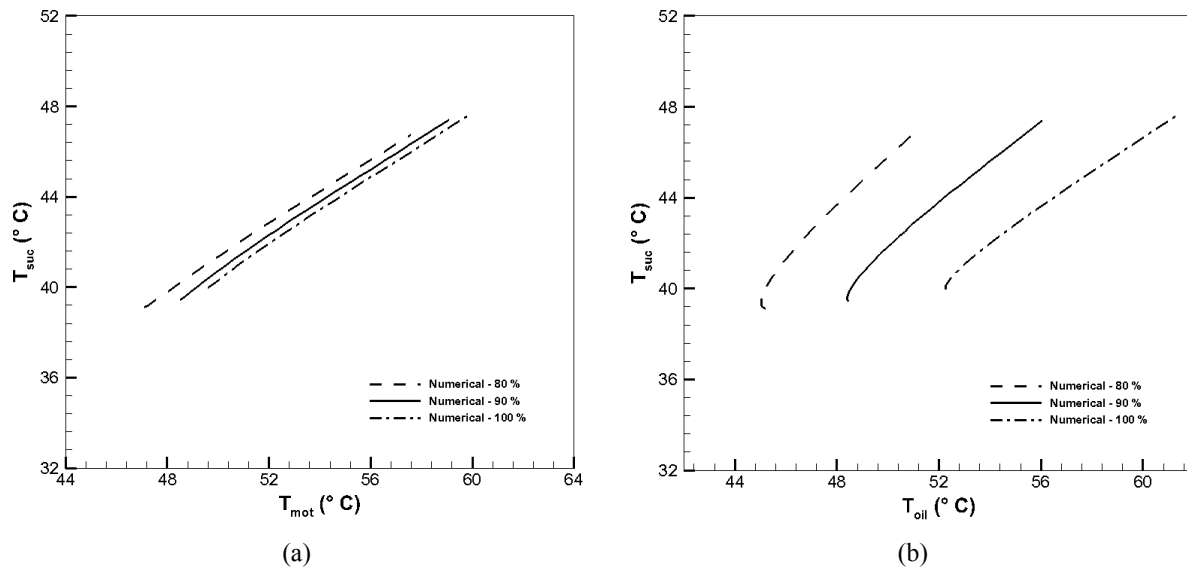 52
48
44
40
36
32
T_suc (° C)
44 48 52 56 60 64
T_mot (° C)
Numerical - 80 %
Numerical - 90 %
Numerical - 100 %
(a)
52
48
44
40
36
32
T_suc (° C)
44 48 52 56 60
T_oil (° C)
Numerical - 80 %
Numerical - 90 %
Numerical - 100 %
(b)